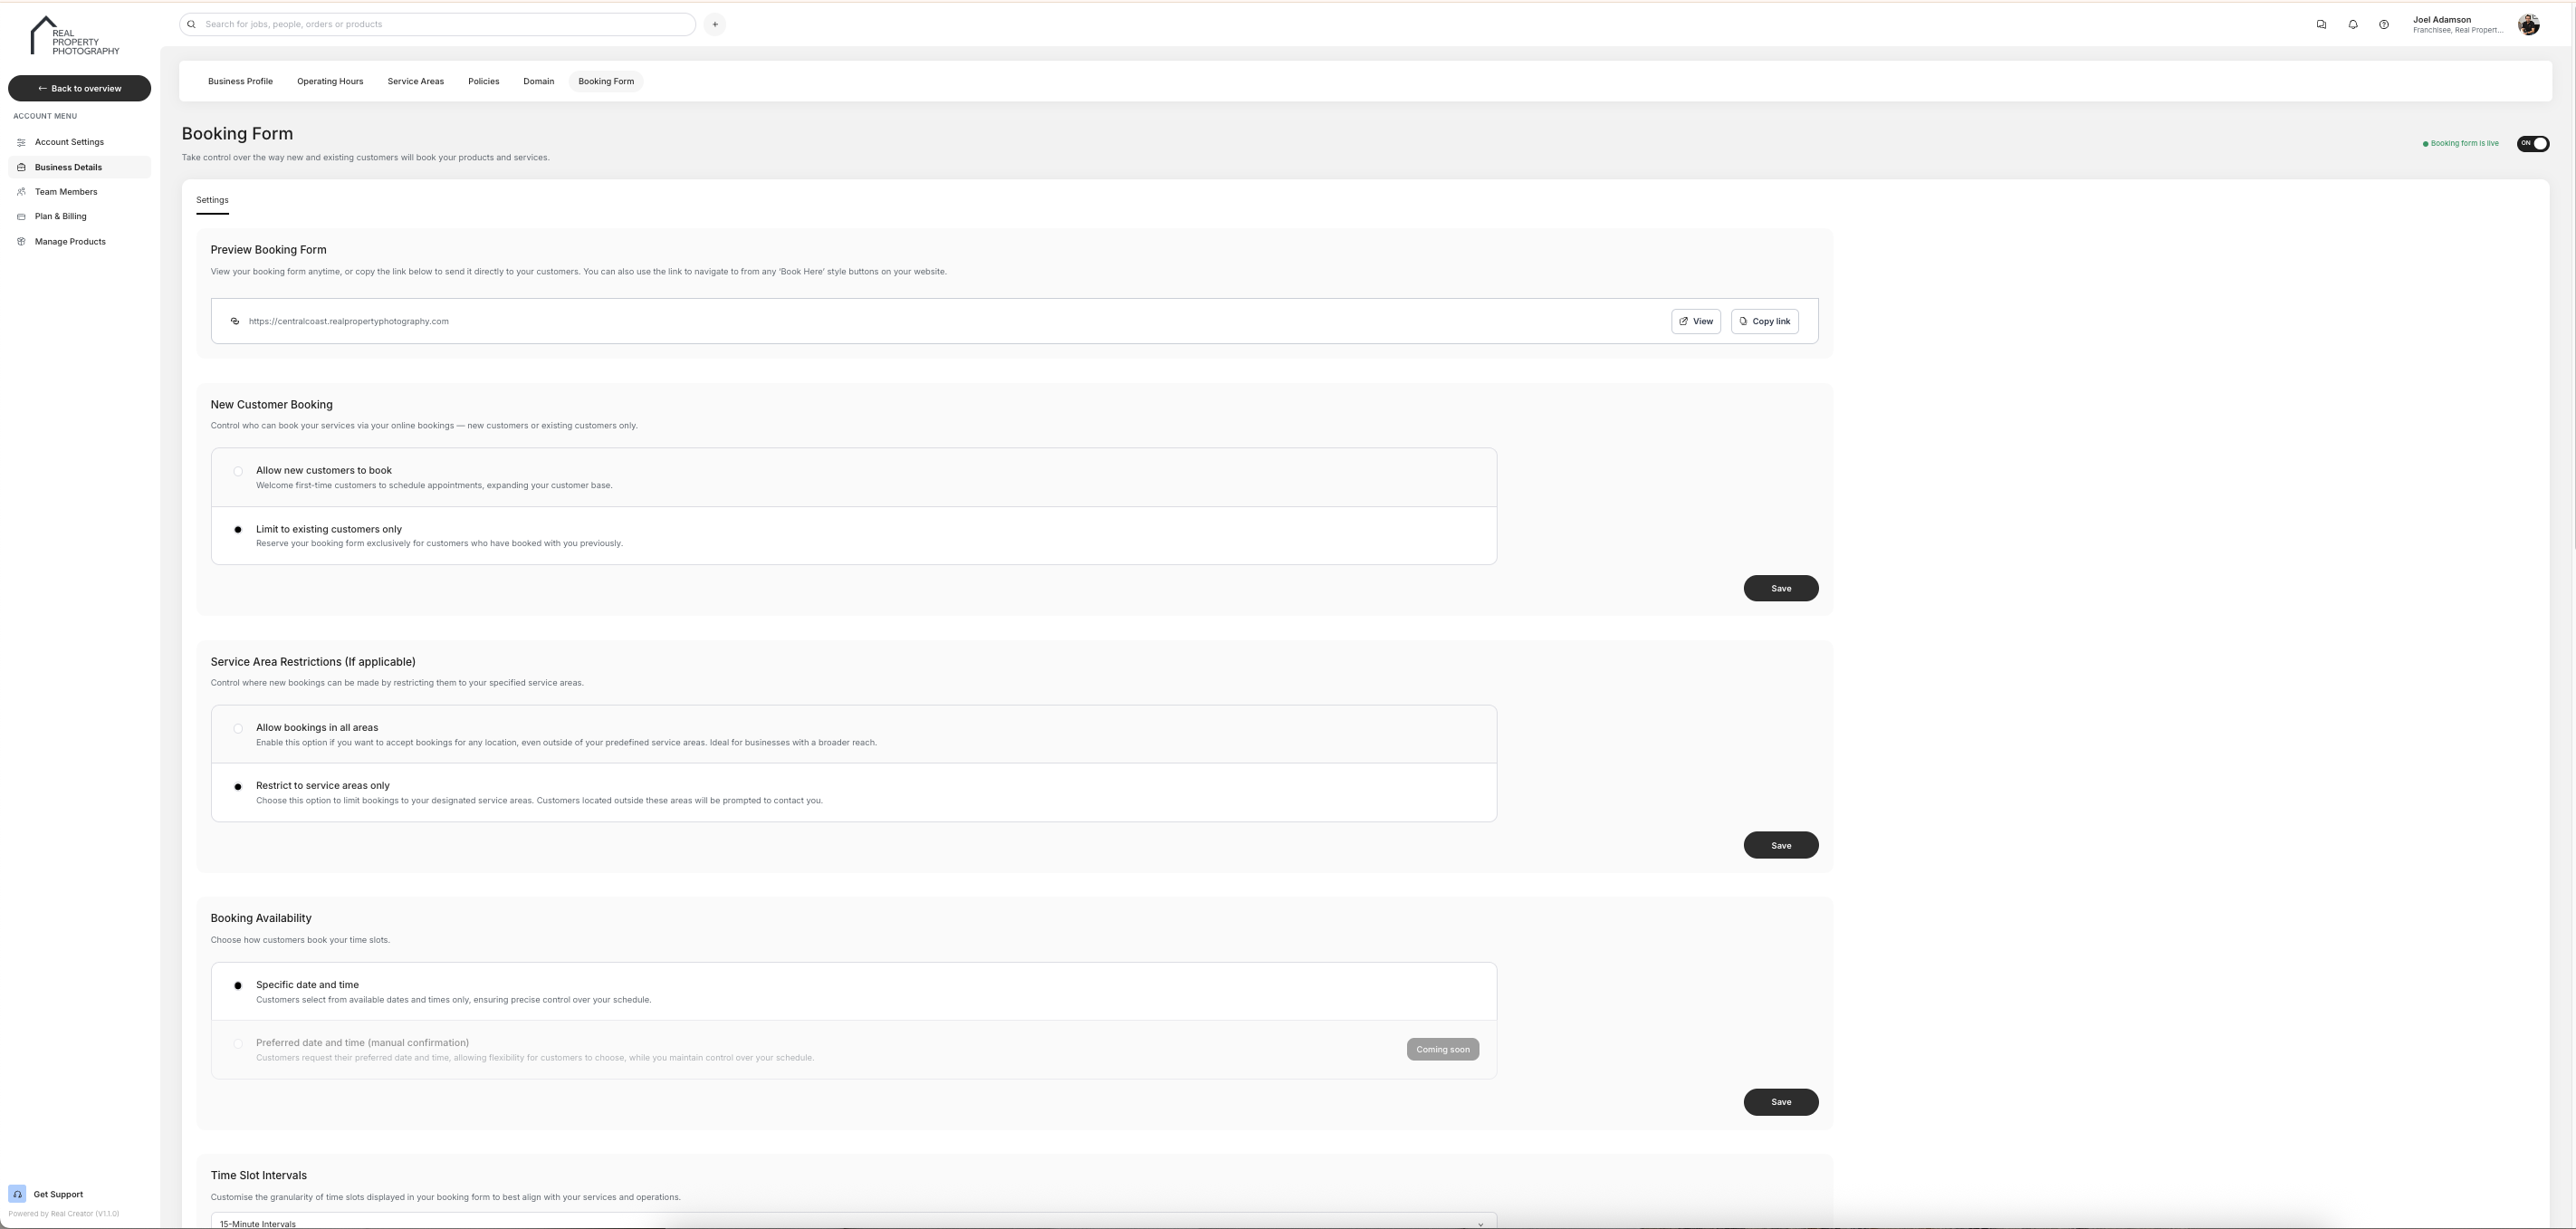 REAL
PROPERTY
PHOTOGRAPHY
Search for jobs, people, orders or products
+
Joel Adamson
Franchisee, Real Propert...
← Back to overview
ACCOUNT MENU
Account Settings
Business Details
Team Members
Plan & Billing
Manage Products
Business Profile Operating Hours Service Areas Policies Domain Booking Form
Booking Form
Take control over the way new and existing customers will book your products and services.
Booking form is live
ON
Settings
Preview Booking Form
View your booking form anytime, or copy the link below to send it directly to your customers. You can also use the link to navigate to from any 'Book Here' style buttons on your website.
https://centralcoast.realpropertyphotography.com
View
Copy link
New Customer Booking
Control who can book your services via your online bookings — new customers or existing customers only.
Allow new customers to book
Welcome first-time customers to schedule appointments, expanding your customer base.
Limit to existing customers only
Reserve your booking form exclusively for customers who have booked with you previously.
Save
Service Area Restrictions (If applicable)
Control where new bookings can be made by restricting them to your specified service areas.
Allow bookings in all areas
Enable this option if you want to accept bookings for any location, even outside of your predefined service areas. Ideal for businesses with a broader reach.
Restrict to service areas only
Choose this option to limit bookings to your designated service areas. Customers located outside these areas will be prompted to contact you.
Save
Booking Availability
Choose how customers book your time slots.
Specific date and time
Customers select from available dates and times only, ensuring precise control over your schedule.
Preferred date and time (manual confirmation)
Customers request their preferred date and time, allowing flexibility for customers to choose, while you maintain control over your schedule.
Coming soon
Save
Time Slot Intervals
Customise the granularity of time slots displayed in your booking form to best align with your services and operations.
15-Minute Intervals
Get Support
Powered by Real Creator (V1.1.0)